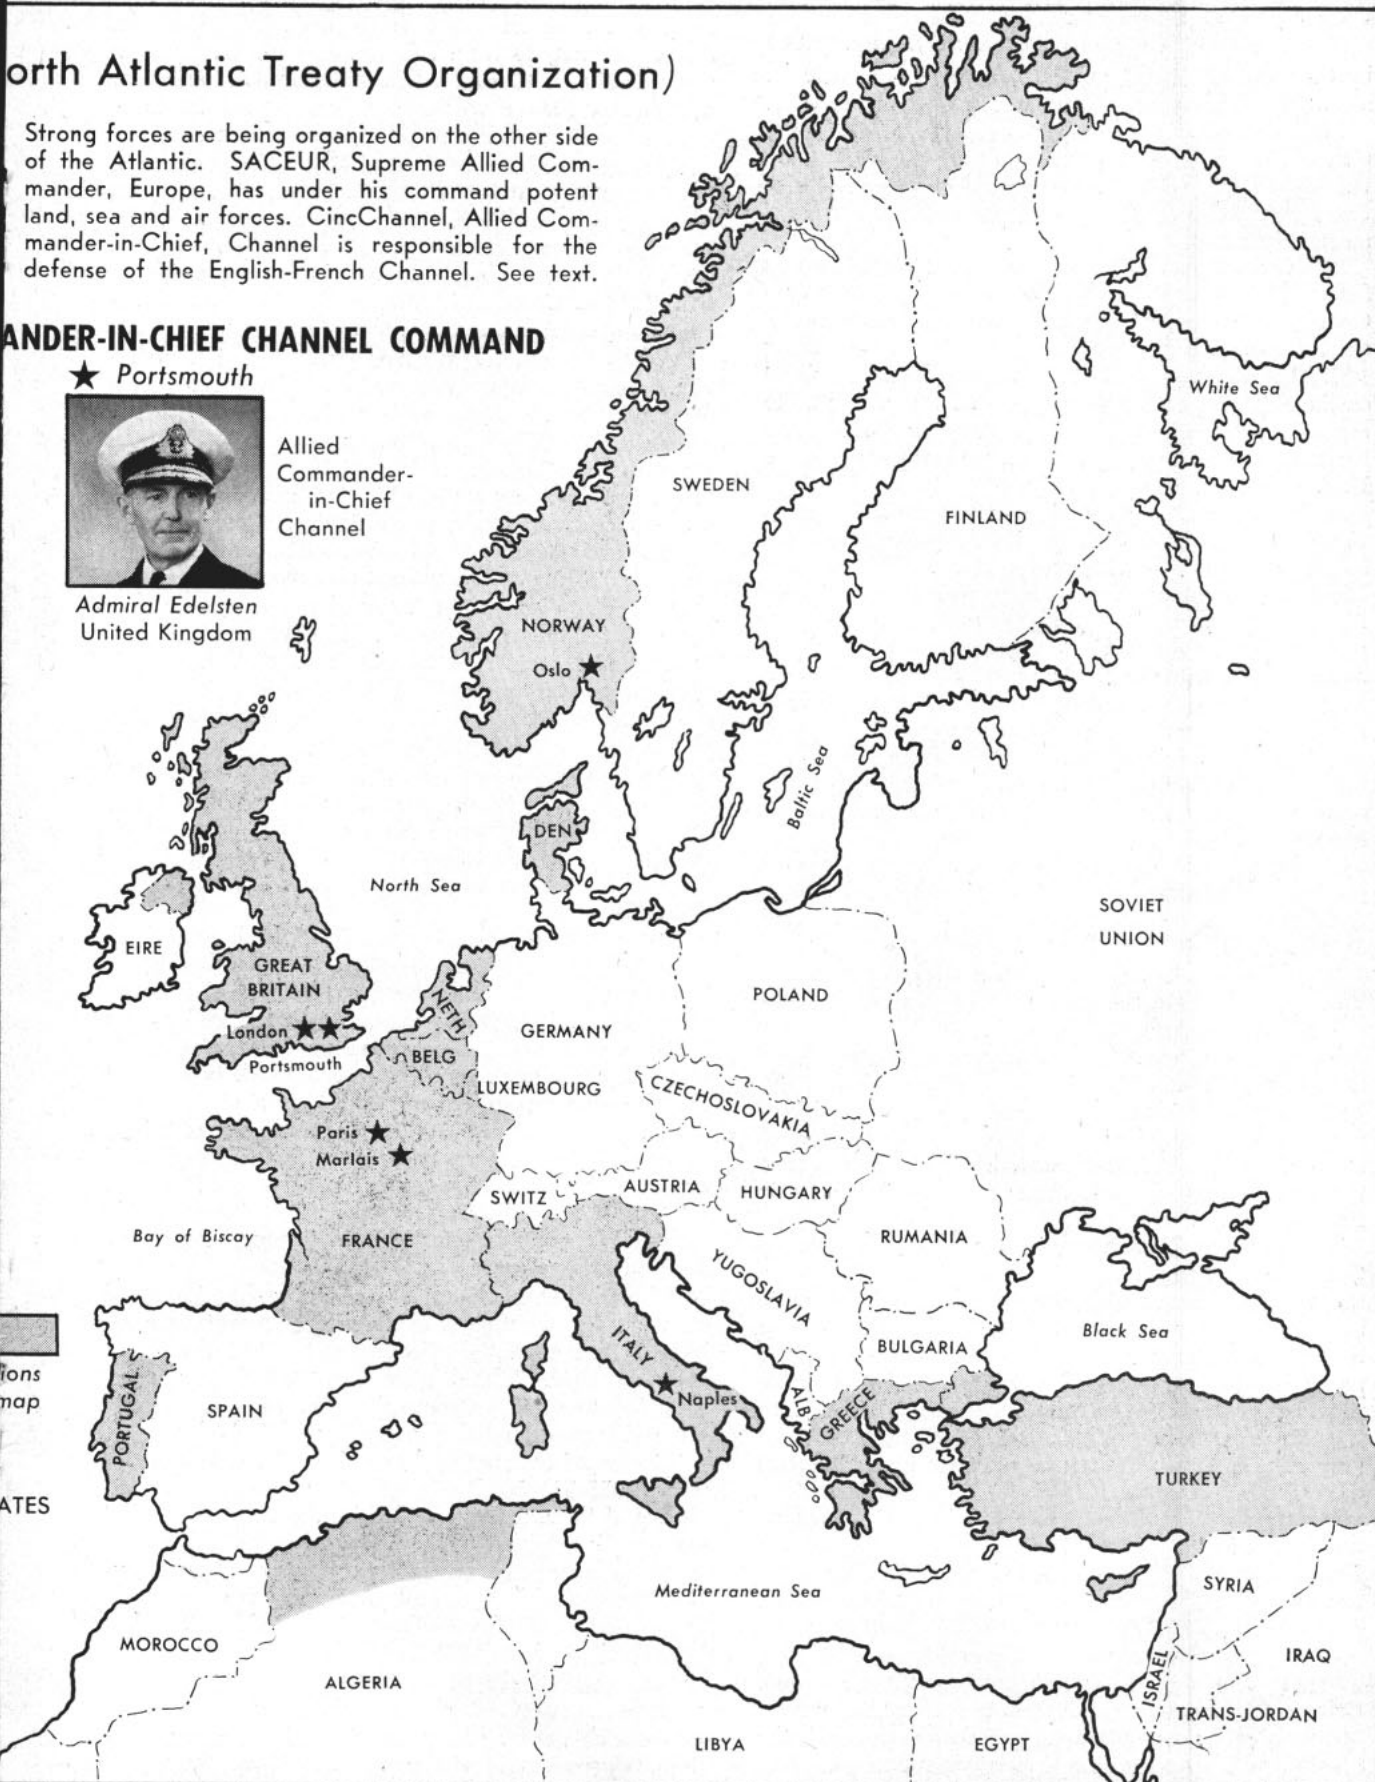 orth Atlantic Treaty Organization)
Strong forces are being organized on the other side
of the Atlantic. SACEUR, Supreme Allied Com-
mander, Europe, has under his command potent
land, sea and air forces. CincChannel, Allied Com-
mander-in-Chief, Channel is responsible for the
defense of the English-French Channel. See text.
ANDER-IN-CHIEF CHANNEL COMMAND
★ Portsmouth
Allied
Commander-
in-Chief
Channel
Admiral Edelsten
United Kingdom
White Sea
SWEDEN
FINLAND
NORWAY
Oslo
Baltic Sea
DEN
North Sea
SOVIET
UNION
EIRE
GREAT
BRITAIN
NETH
POLAND
London
GERMANY
Portsmouth
BELG
LUXEMBOURG
CZECHOSLOVAKIA
Paris
Marlais
SWITZ
AUSTRIA
HUNGARY
Bay of Biscay
FRANCE
RUMANIA
YUGOSLAVIA
Black Sea
ITALY
BULGARIA
ions
map
PORTUGAL
SPAIN
Naples
ALB
GREECE
TURKEY
ATES
Mediterranean Sea
SYRIA
MOROCCO
ALGERIA
ISRAEL
IRAQ
TRANS-JORDAN
LIBYA
EGYPT